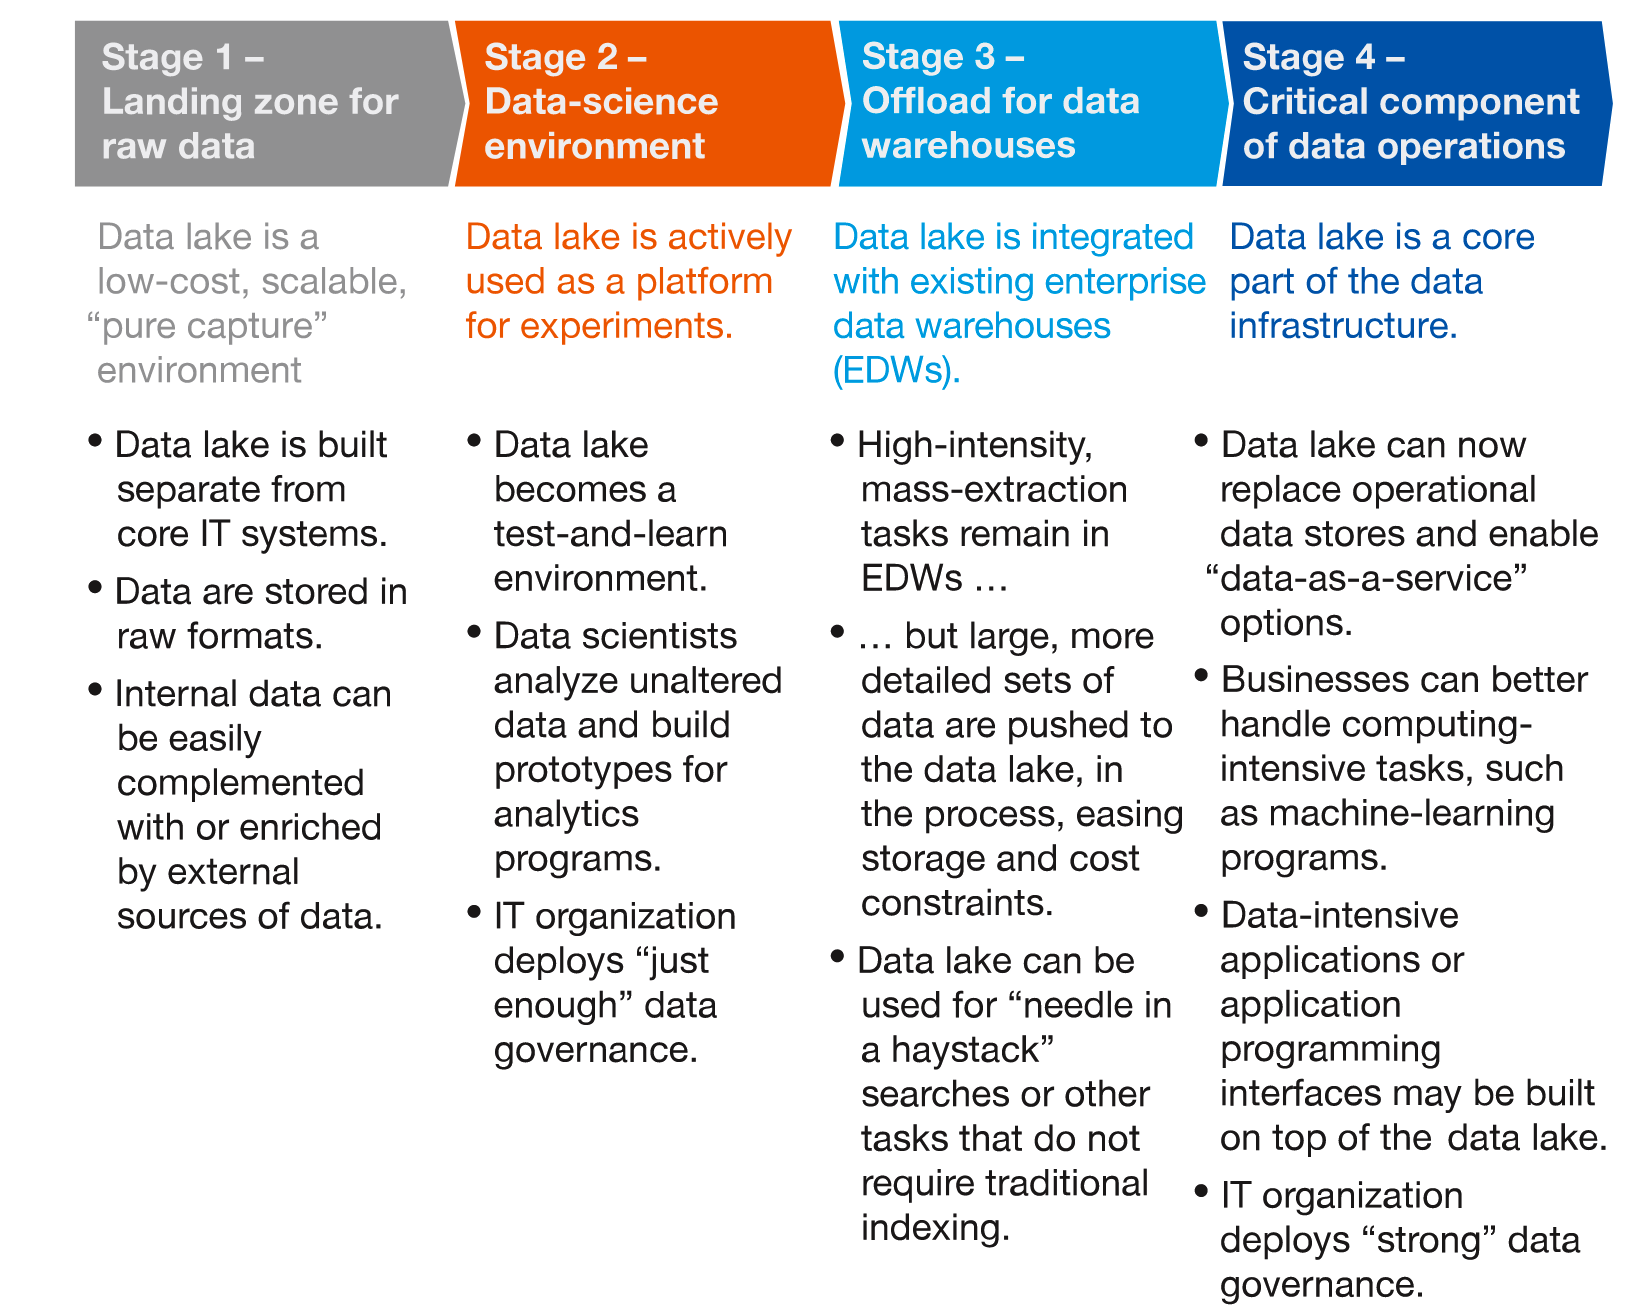 Stage 1 –
Landing zone for
raw data
Data lake is a
low-cost, scalable,
“pure capture”
environment
• Data lake is built
separate from
core IT systems.
• Data are stored in
raw formats.
• Internal data can
be easily
complemented
with or enriched
by external
sources of data.
Stage 2 –
Data-science
environment
Data lake is actively
used as a platform
for experiments.
• Data lake
becomes a
test-and-learn
environment.
• Data scientists
analyze unaltered
data and build
prototypes for
analytics
programs.
• IT organization
deploys “just
enough” data
governance.
Stage 3 –
Offload for data
warehouses
Data lake is integrated
with existing enterprise
data warehouses
(EDWs).
• High-intensity,
mass-extraction
tasks remain in
EDWs …
• … but large, more
detailed sets of
data are pushed to
the data lake, in
the process, easing
storage and cost
constraints.
• Data lake can be
used for “needle in
a haystack”
searches or other
tasks that do not
require traditional
indexing.
Stage 4 –
Critical component
of data operations
Data lake is a core
part of the data
infrastructure.
• Data lake can now
replace operational
data stores and enable
“data-as-a-service”
options.
• Businesses can better
handle computing-
intensive tasks, such
as machine-learning
programs.
• Data-intensive
applications or
application
programming
interfaces may be built
on top of the data lake.
• IT organization
deploys “strong” data
governance.